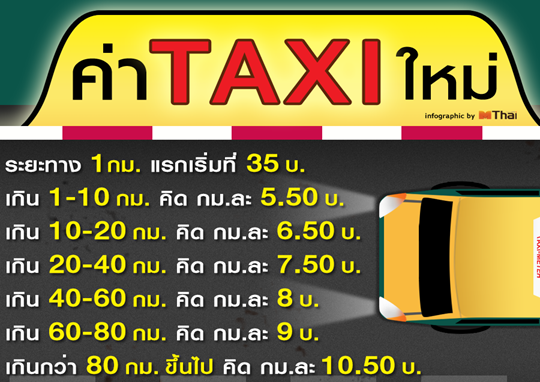 ค่า TAXI ใหม่
infographic by MThai
ระยะทาง 1 กม. แรกเริ่มที่ 35 บ.
เกิน 1-10 กม. คิด กม.ละ 5.50 บ.
เกิน 10-20 กม. คิด กม.ละ 6.50 บ.
เกิน 20-40 กม. คิด กม.ละ 7.50 บ.
เกิน 40-60 กม. คิด กม.ละ 8 บ.
เกิน 60-80 กม. คิด กม.ละ 9 บ.
เกินกว่า 80 กม. ขึ้นไป คิด กม.ละ 10.50 บ.
TAXI-METER